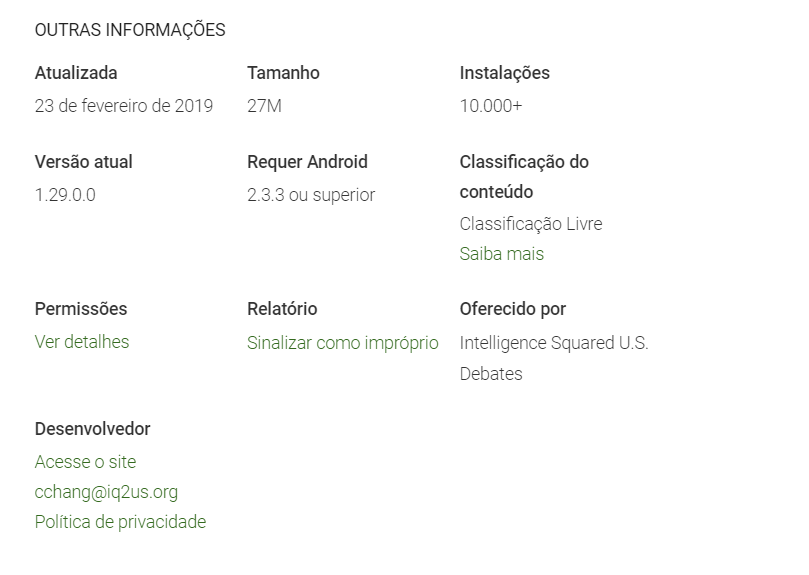 OUTRAS INFORMAÇÕES
Atualizada
23 de fevereiro de 2019
Tamanho
27M
Instalações
10.000+
Versão atual
1.29.0.0
Requer Android
2.3.3 ou superior
Classificação do
conteúdo
Classificação Livre
Saiba mais
Permissões
Ver detalhes
Relatório
Sinalizar como impróprio
Oferecido por
Intelligence Squared U.S.
Debates
Desenvolvedor
Acesse o site
cchang@iq2us.org
Política de privacidade